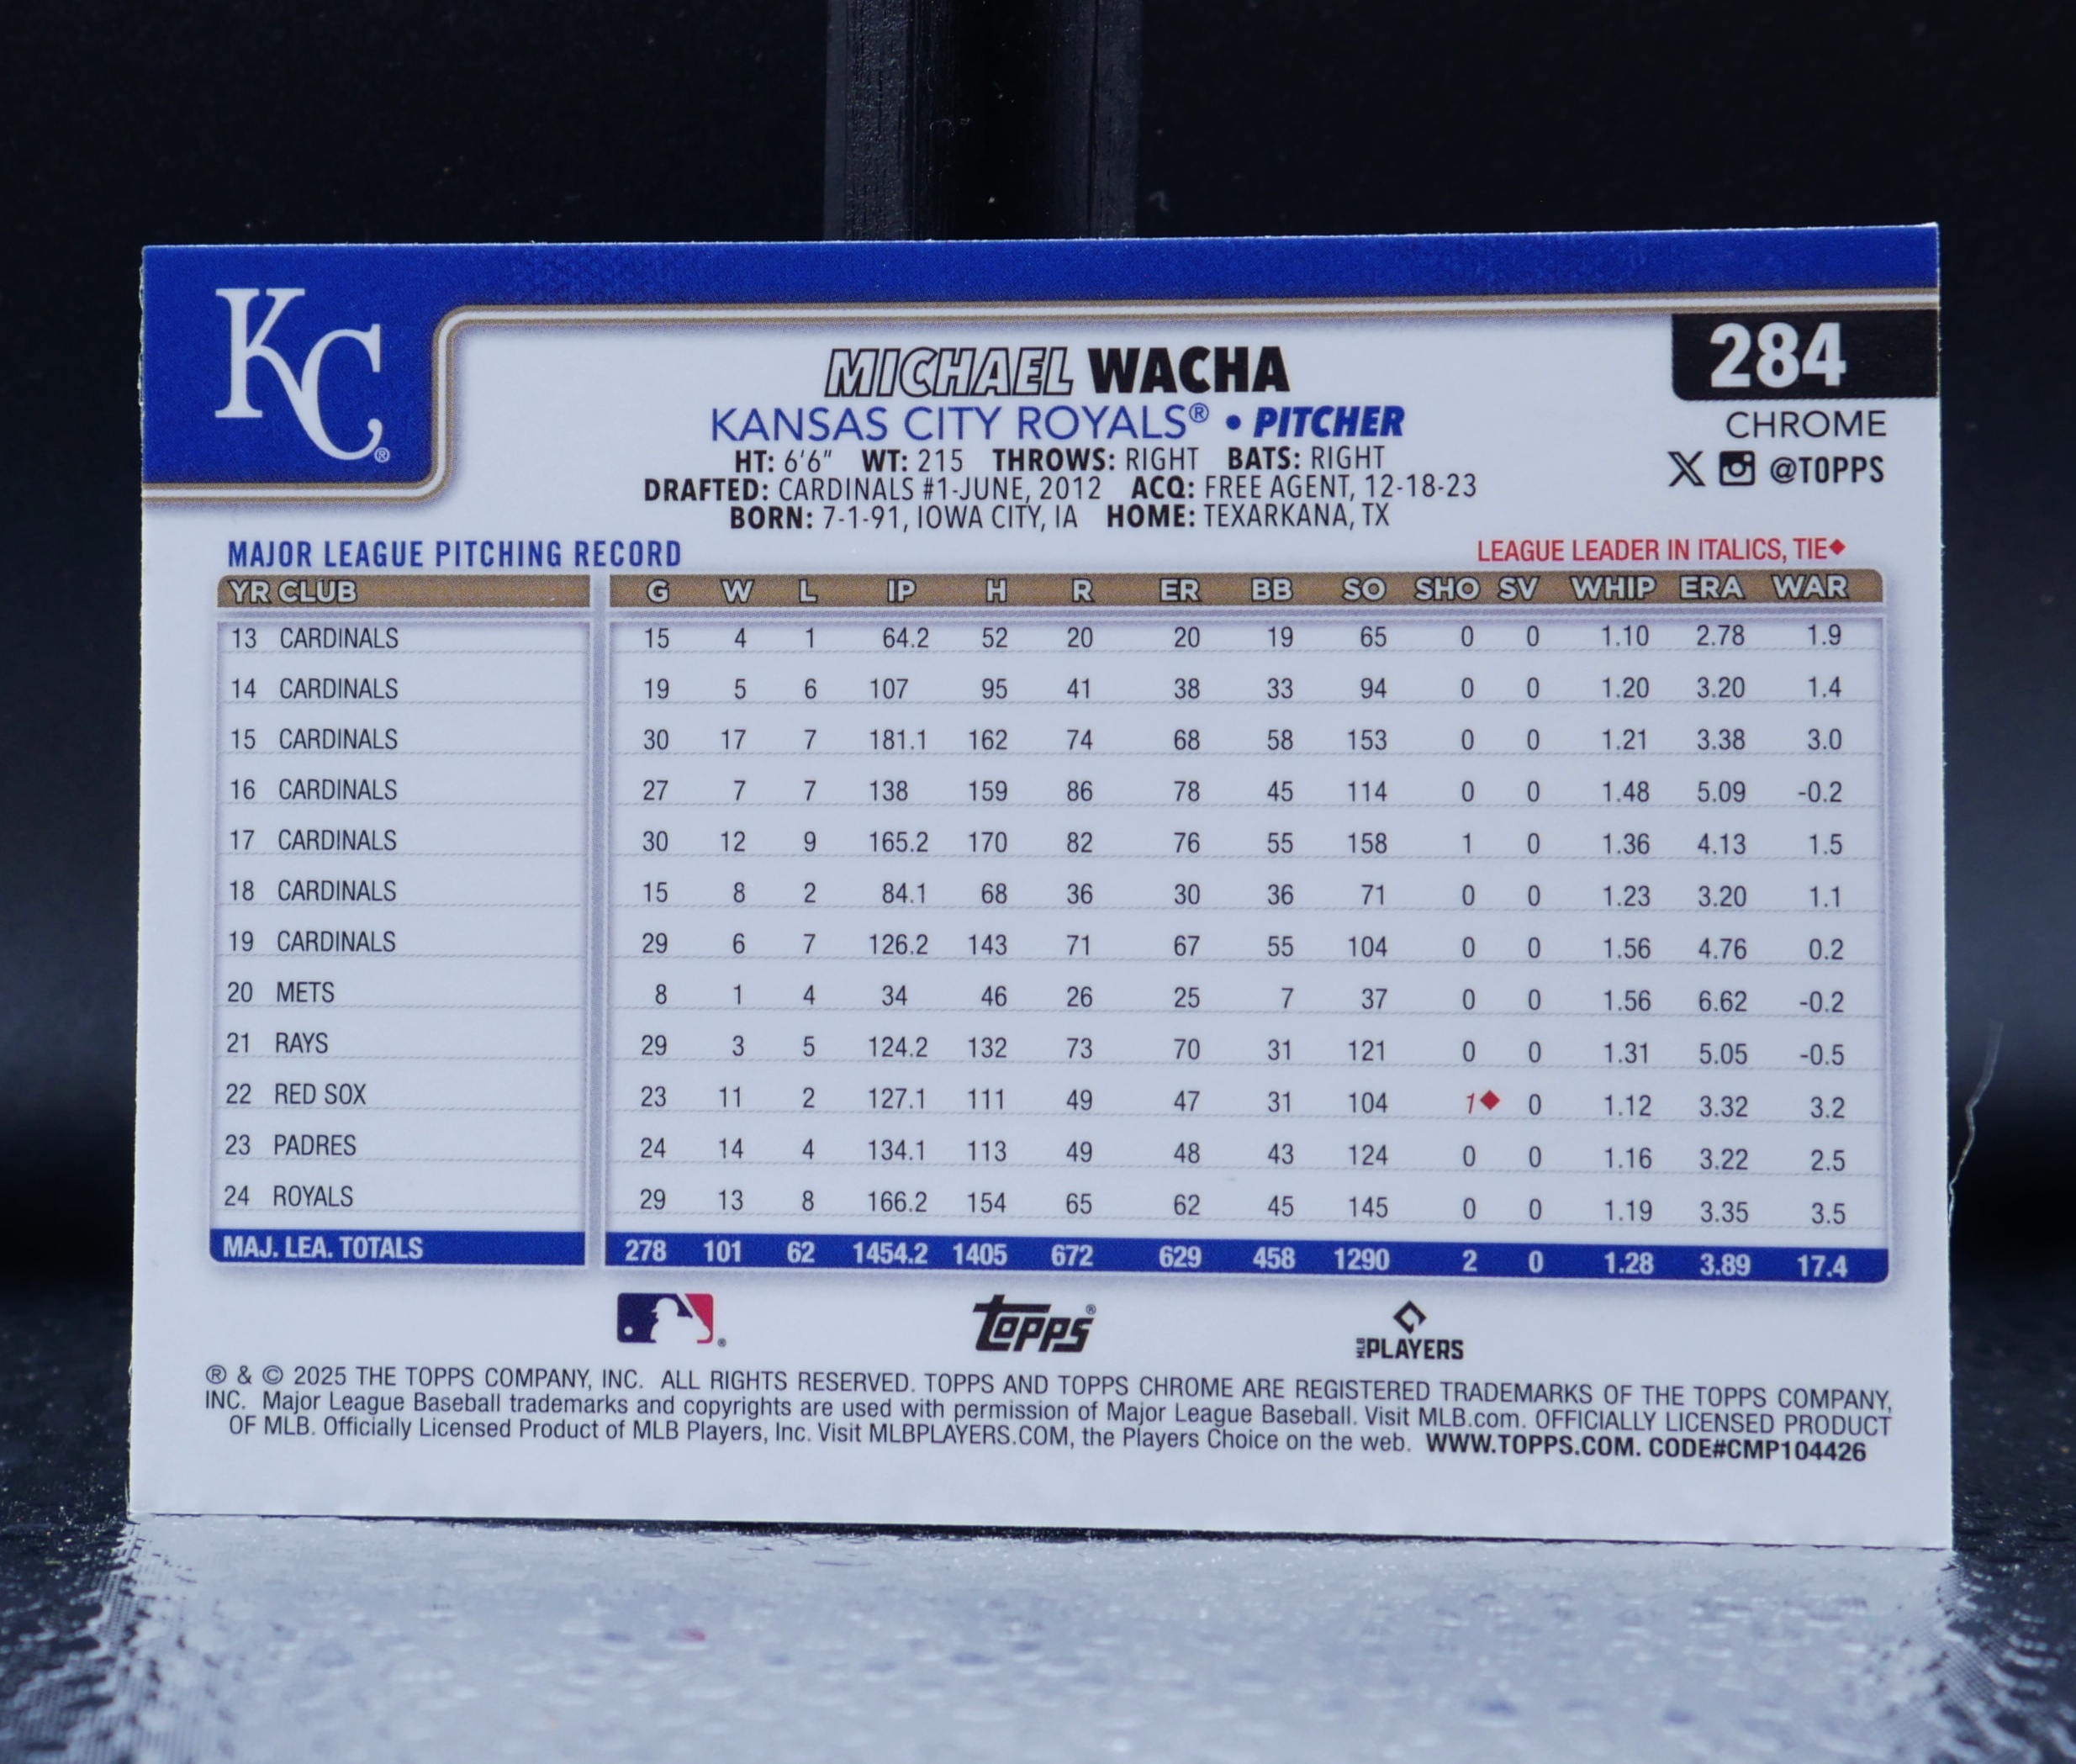 KC®
284
MICHAEL WACHA
CHROME
KANSAS CITY ROYALS® • PITCHER
@TOPPS
HT: 6'6" WT: 215 THROWS: RIGHT BATS: RIGHT
DRAFTED: CARDINALS #1-JUNE, 2012 ACQ: FREE AGENT, 12-18-23
BORN: 7-1-91, IOWA CITY, IA HOME: TEXARKANA, TX
MAJOR LEAGUE PITCHING RECORD LEAGUE LEADER IN ITALICS, TIE◆
YR CLUB G W L IP H R ER BB SO SHO SV WHIP ERA WAR
13 CARDINALS 15 4 1 64.2 52 20 20 19 65 0 0 1.10 2.78 1.9
14 CARDINALS 19 5 6 107 95 41 38 33 94 0 0 1.20 3.20 1.4
15 CARDINALS 30 17 7 181.1 162 74 68 58 153 0 0 1.21 3.38 3.0
16 CARDINALS 27 7 7 138 159 86 78 45 114 0 0 1.48 5.09 -0.2
17 CARDINALS 30 12 9 165.2 170 82 76 55 158 1 0 1.36 4.13 1.5
18 CARDINALS 15 8 2 84.1 68 36 30 36 71 0 0 1.23 3.20 1.1
19 CARDINALS 29 6 7 126.2 143 71 67 55 104 0 0 1.56 4.76 0.2
20 METS 8 1 4 34 46 26 25 7 37 0 0 1.56 6.62 -0.2
21 RAYS 29 3 5 124.2 132 73 70 31 121 0 0 1.31 5.05 -0.5
22 RED SOX 23 11 2 127.1 111 49 47 31 104 1◆ 0 1.12 3.32 3.2
23 PADRES 24 14 4 134.1 113 49 48 43 124 0 0 1.16 3.22 2.5
24 ROYALS 29 13 8 166.2 154 65 62 45 145 0 0 1.19 3.35 3.5
MAJ. LEA. TOTALS 278 101 62 1454.2 1405 672 629 458 1290 2 0 1.28 3.89 17.4
Topps®
MLB PLAYERS
® & © 2025 THE TOPPS COMPANY, INC. ALL RIGHTS RESERVED. TOPPS AND TOPPS CHROME ARE REGISTERED TRADEMARKS OF THE TOPPS COMPANY,
INC. Major League Baseball trademarks and copyrights are used with permission of Major League Baseball. Visit MLB.com. OFFICIALLY LICENSED PRODUCT
OF MLB. Officially Licensed Product of MLB Players, Inc. Visit MLBPLAYERS.COM, the Players Choice on the web. WWW.TOPPS.COM. CODE#CMP104426